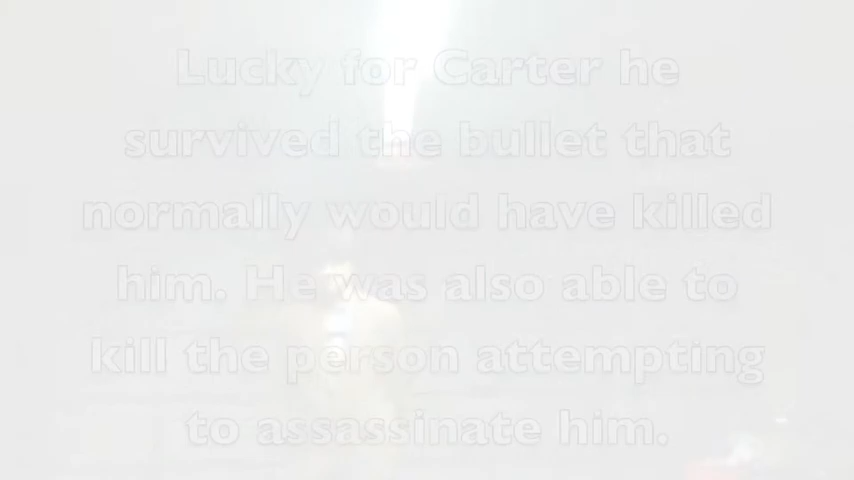 Lucky for Carter he
survived the bullet that
normally would have killed
him. He was also able to
kill the person attempting
to assassinate him.